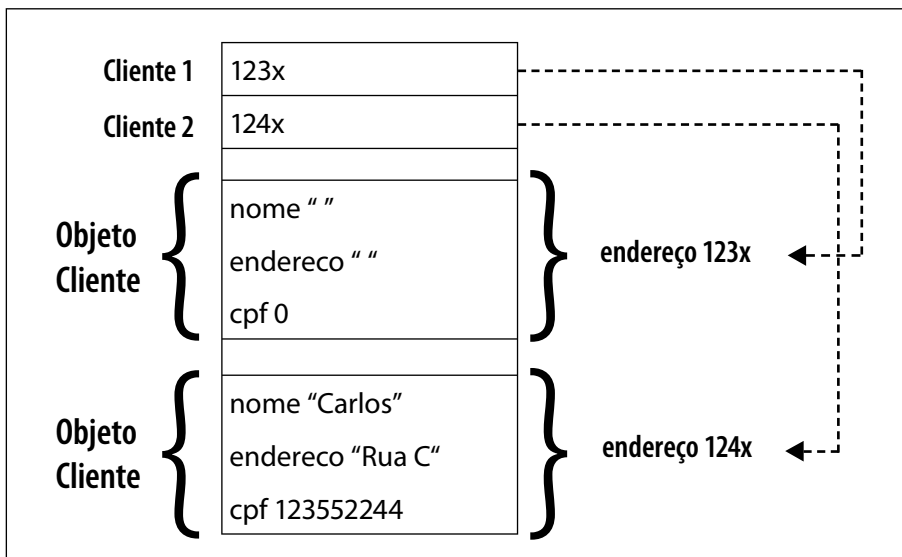 Cliente 1 123x
Cliente 2 124x
nome “ ”
Objeto
Cliente
endereco “ “
endereço 123x
cpf 0
nome “Carlos”
Objeto
Cliente
endereco “Rua C“
endereço 124x
cpf 123552244